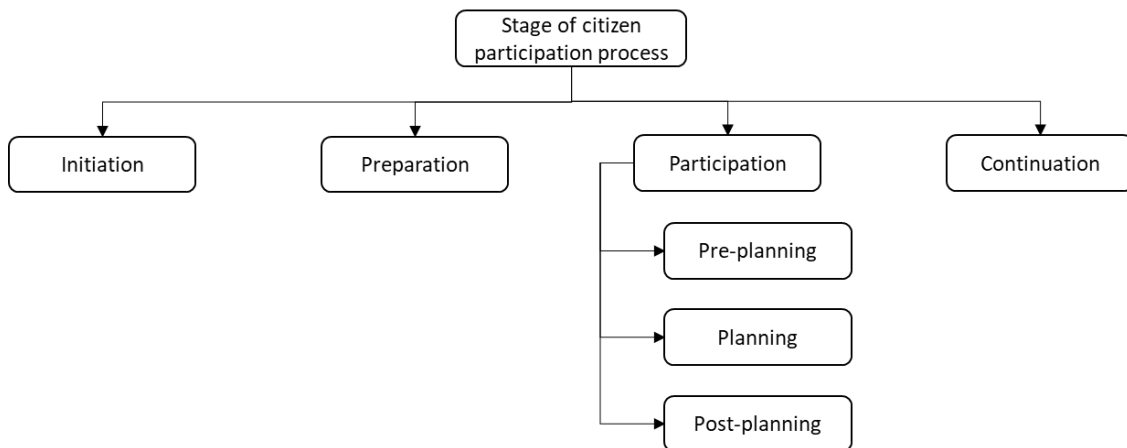 Stage of citizen
participation process
Initiation
Preparation
Participation
Continuation
Pre-planning
Planning
Post-planning